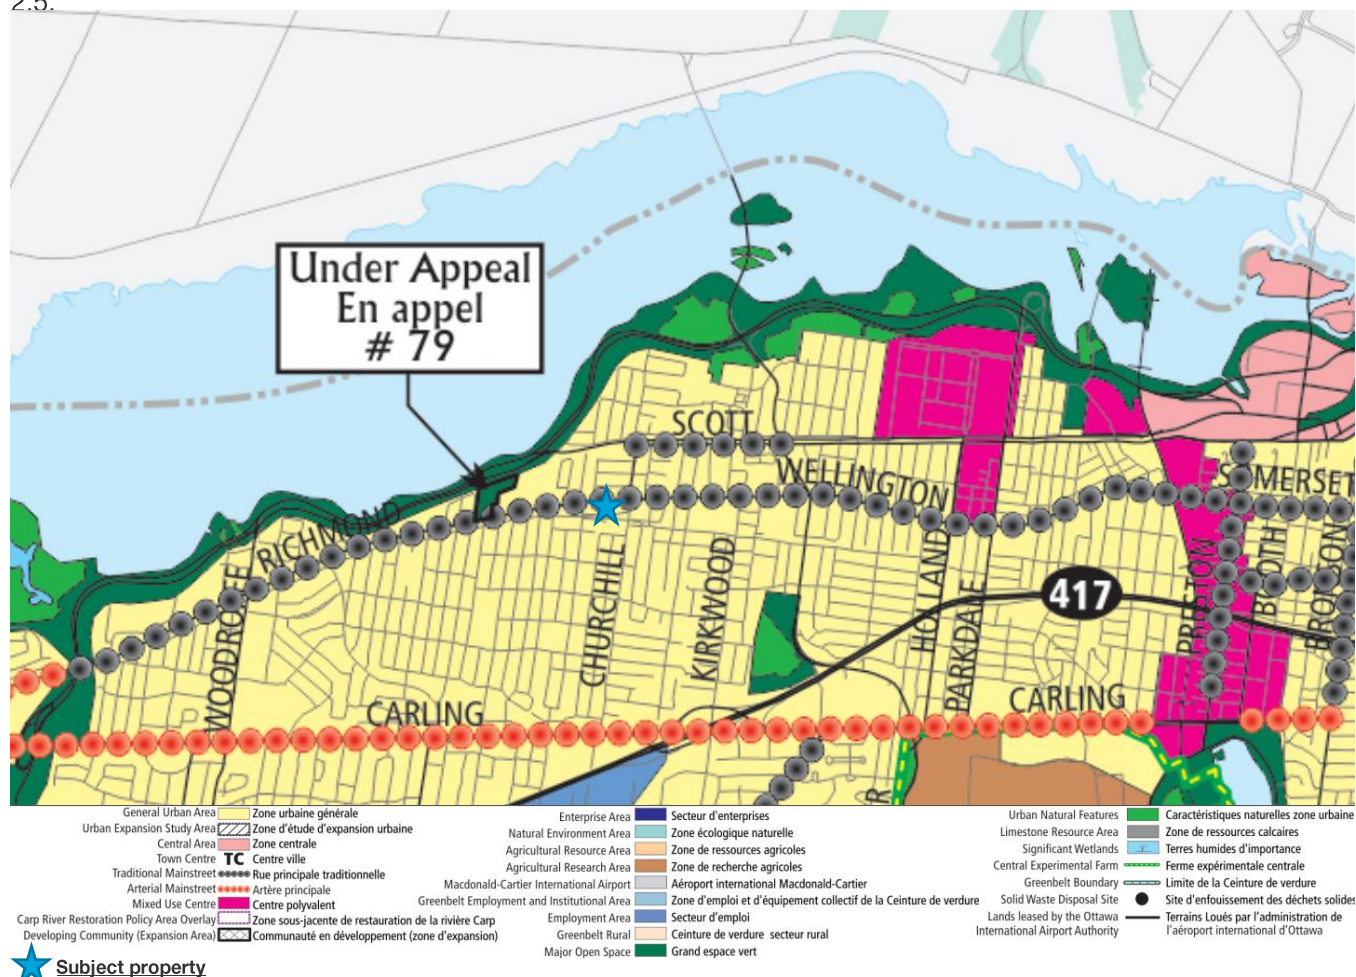 2.5.
Under Appeal
En appel
# 79
SCOTT
WELLINGTON
SOMERSET
RICHMOND
WOODROFFE
CHURCHILL
KIRKWOOD
HOLLAND
PARKDALE
417
PRESTON
BOOTH
BRONSON
CARLING
CARLING
R
General Urban Area Zone urbaine générale
Urban Expansion Study Area Zone d'étude d'expansion urbaine
Central Area Zone centrale
Town Centre TC Centre ville
Traditional Mainstreet Rue principale traditionnelle
Arterial Mainstreet Artère principale
Mixed Use Centre Centre polyvalent
Carp River Restoration Policy Area Overlay Zone sous-jacente de restauration de la rivière Carp
Developing Community (Expansion Area) Communauté en développement (zone d'expansion)
Enterprise Area Secteur d'enterprises
Natural Environment Area Zone écologique naturelle
Agricultural Resource Area Zone de ressources agricoles
Agricultural Research Area Zone de recherche agricoles
Macdonald-Cartier International Airport Aéroport international Macdonald-Cartier
Greenbelt Employment and Institutional Area Zone d'emploi et d'équipement collectif de la Ceinture de verdure
Employment Area Secteur d'emploi
Greenbelt Rural Ceinture de verdure secteur rural
Major Open Space Grand espace vert
Urban Natural Features Caractéristiques naturelles zone urbaine
Limestone Resource Area Zone de ressources calcaires
Significant Wetlands Terres humides d'importance
Central Experimental Farm Ferme expérimentale centrale
Greenbelt Boundary Limite de la Ceinture de verdure
Solid Waste Disposal Site Site d'enfouissement des déchets solides
Lands leased by the Ottawa Terrains Loués par l'administration de
International Airport Authority l'aéroport international d'Ottawa
Subject property